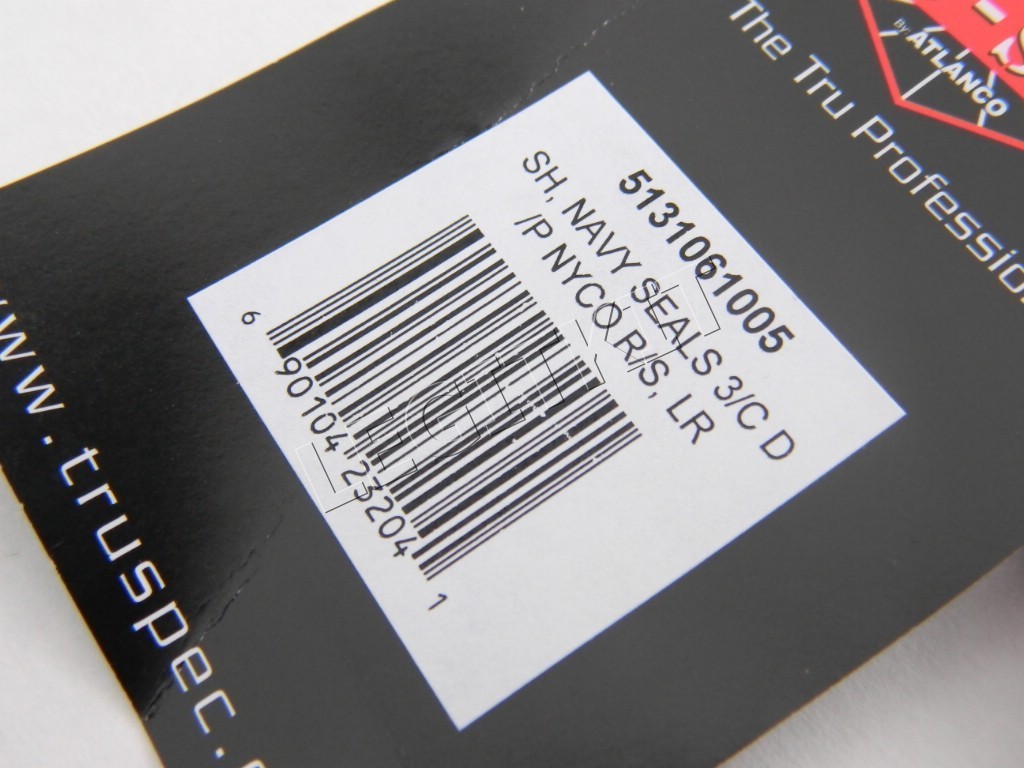 By ATLANCO
The Tru Professio
5131061005
SH, NAVY SEALS 3/C D
/P NYCO R/S, LR
6 90104 23204 1
www.truspec.